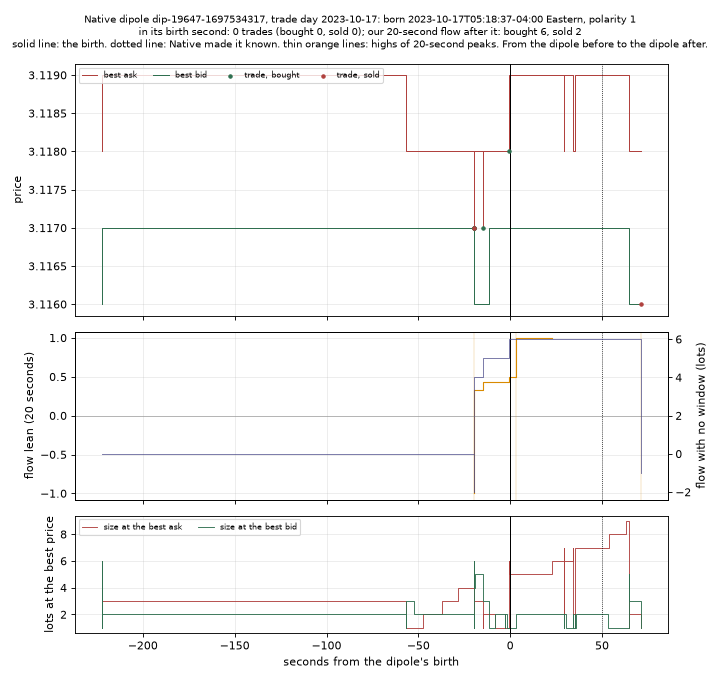 Native dipole dip-19647-1697534317, trade day 2023-10-17: born 2023-10-17T05:18:37-04:00 Eastern, polarity 1
in its birth second: 0 trades (bought 0, sold 0); our 20-second flow after it: bought 6, sold 2
solid line: the birth. dotted line: Native made it known. thin orange lines: highs of 20-second peaks. From the dipole before to the dipole after.
best ask best bid trade, bought trade, sold
3.1190
3.1185
3.1180
3.1175
3.1170
3.1165
3.1160
price
1.0
0.5
0.0
−0.5
−1.0
flow lean (20 seconds)
6
4
2
0
−2
flow with no window (lots)
size at the best ask size at the best bid
8
6
4
2
lots at the best price
−200 −150 −100 −50 0 50
seconds from the dipole's birth